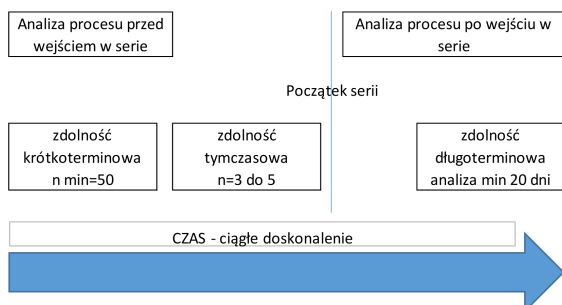 Analiza procesu przed
wejściem w serie
Analiza procesu po wejściu w
serie
Początek serii
zdolność
krótkoterminowa
n min=50
zdolność
tymczasowa
n=3 do 5
zdolność
długoterminowa
analiza min 20 dni
CZAS - ciągłe doskonalenie